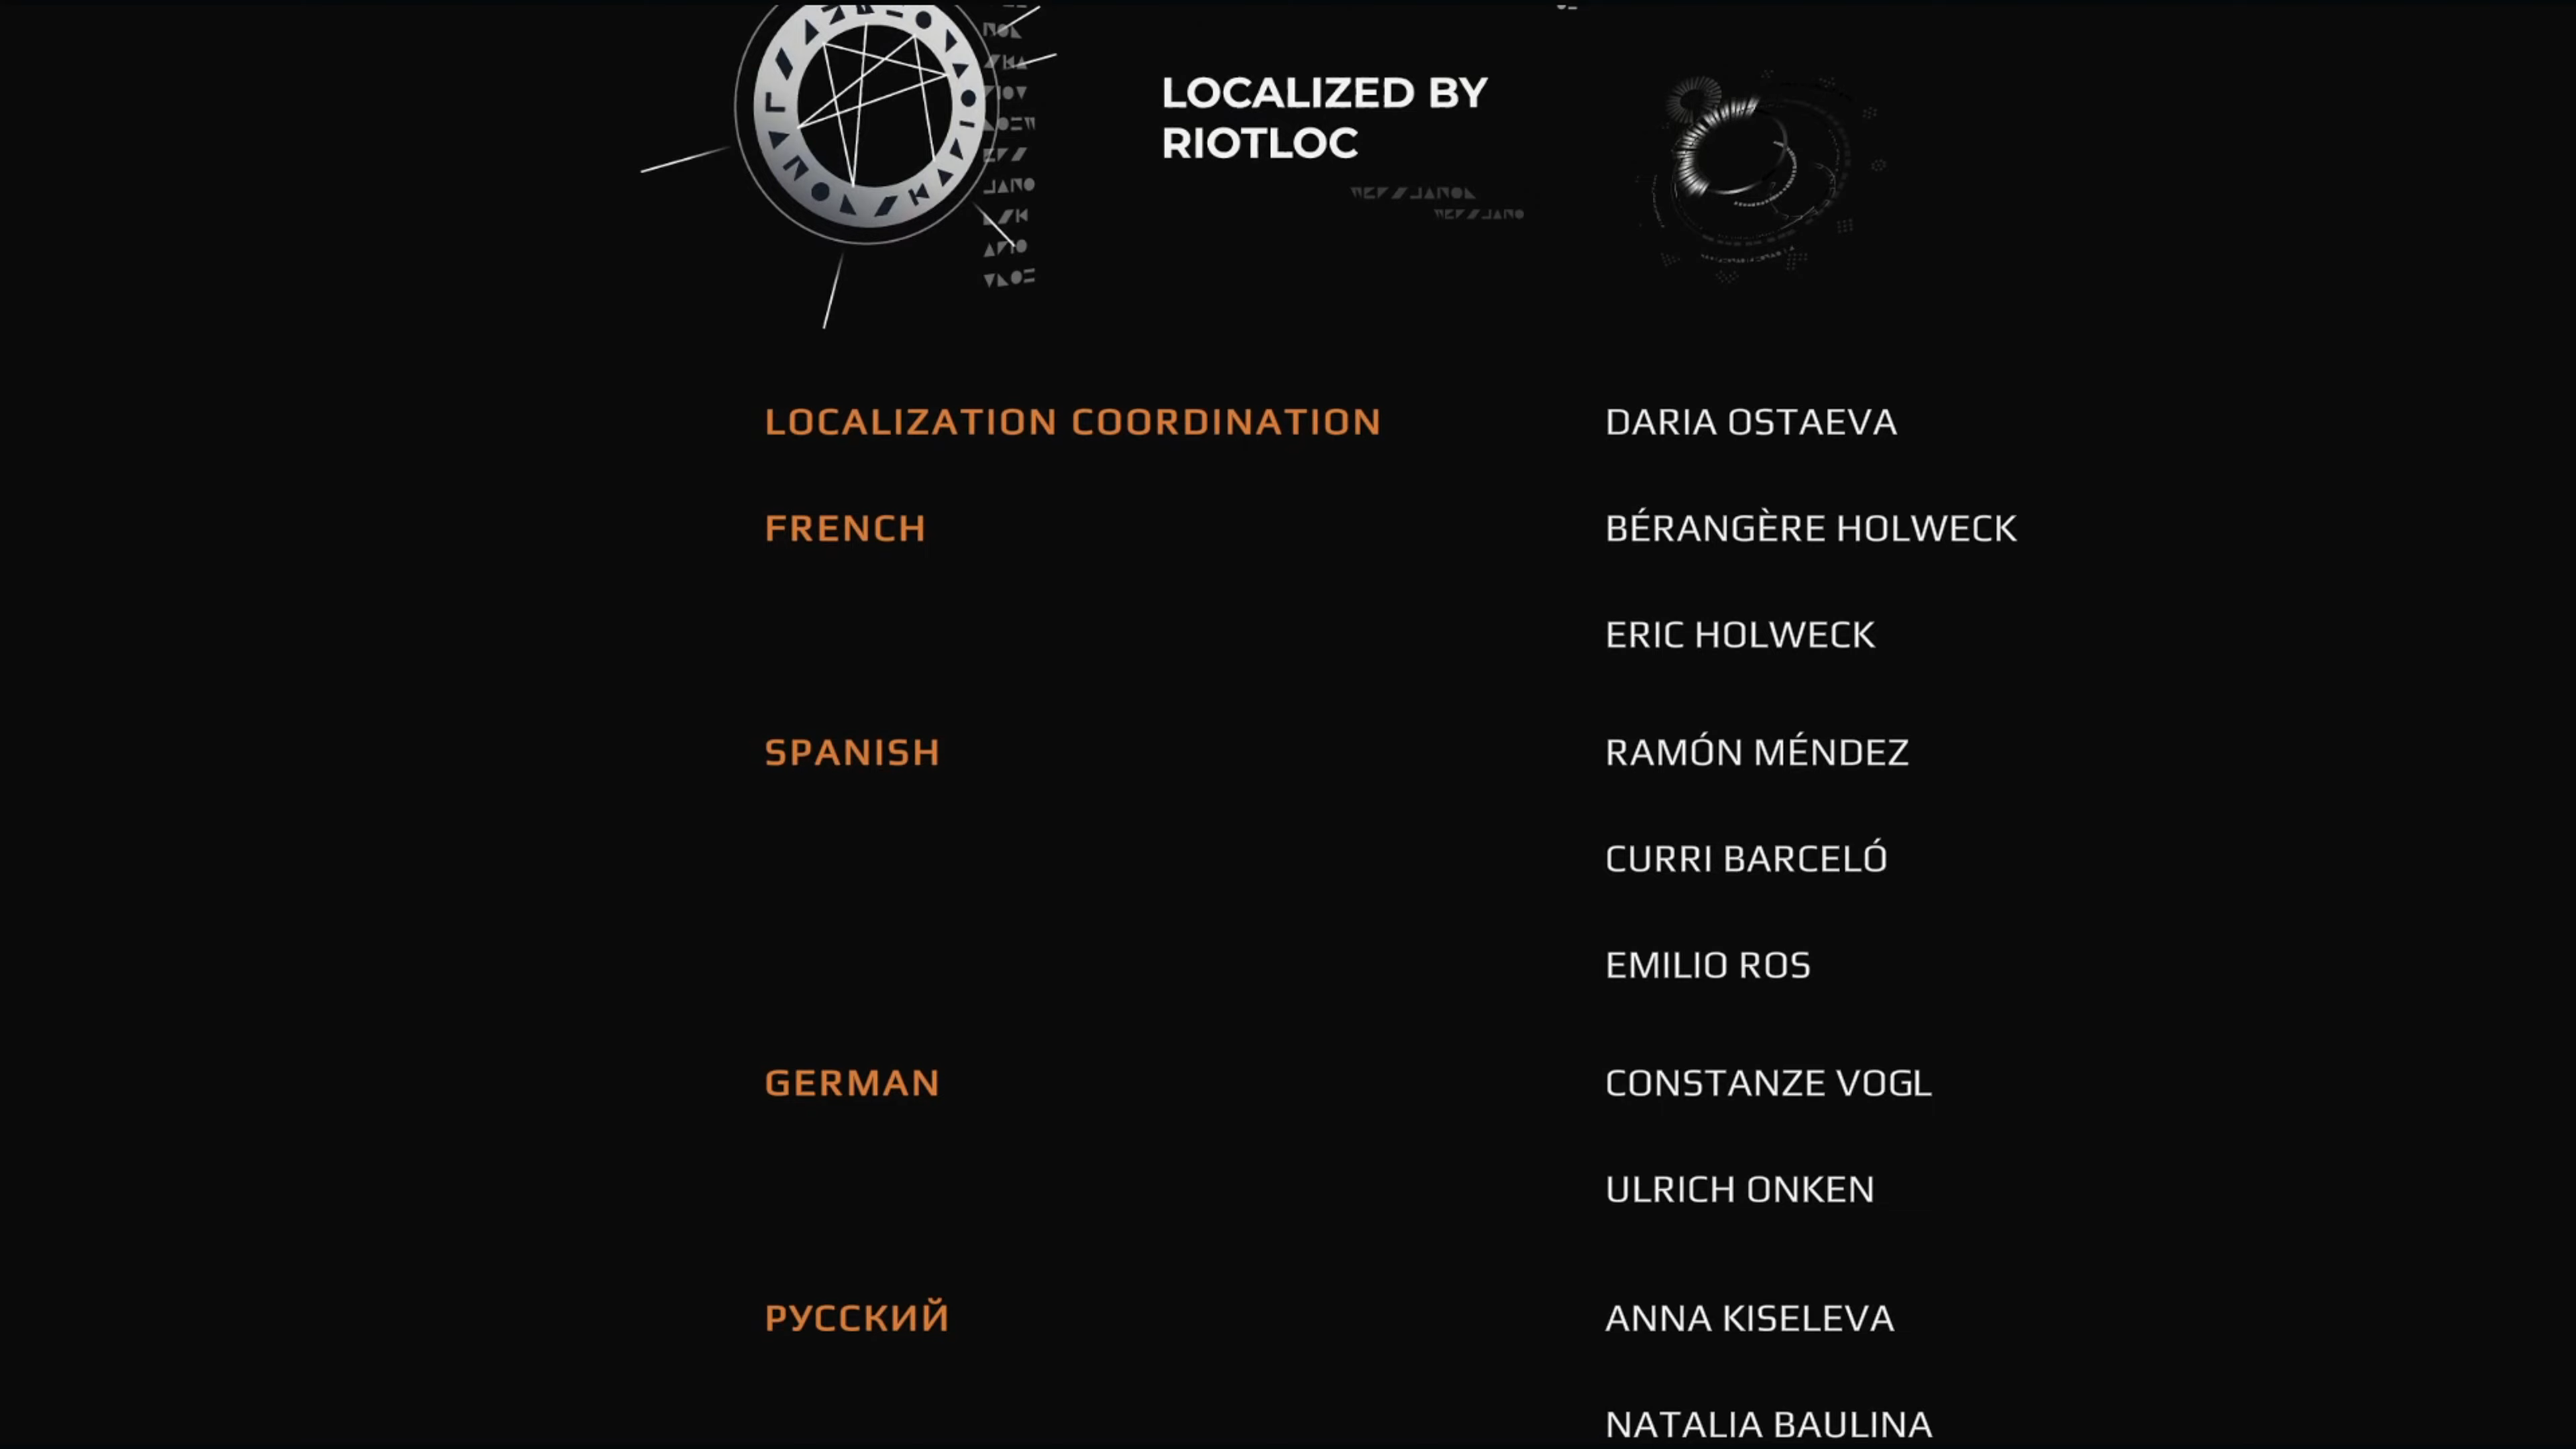 LOCALIZED BY
RIOTLOC
LOCALIZATION COORDINATION DARIA OSTAEVA
FRENCH BÉRANGÈRE HOLWECK
ERIC HOLWECK
SPANISH RAMÓN MÉNDEZ
CURRI BARCELÓ
EMILIO ROS
GERMAN CONSTANZE VOGL
ULRICH ONKEN
РУССКИЙ ANNA KISELEVA
NATALIA BAULINA